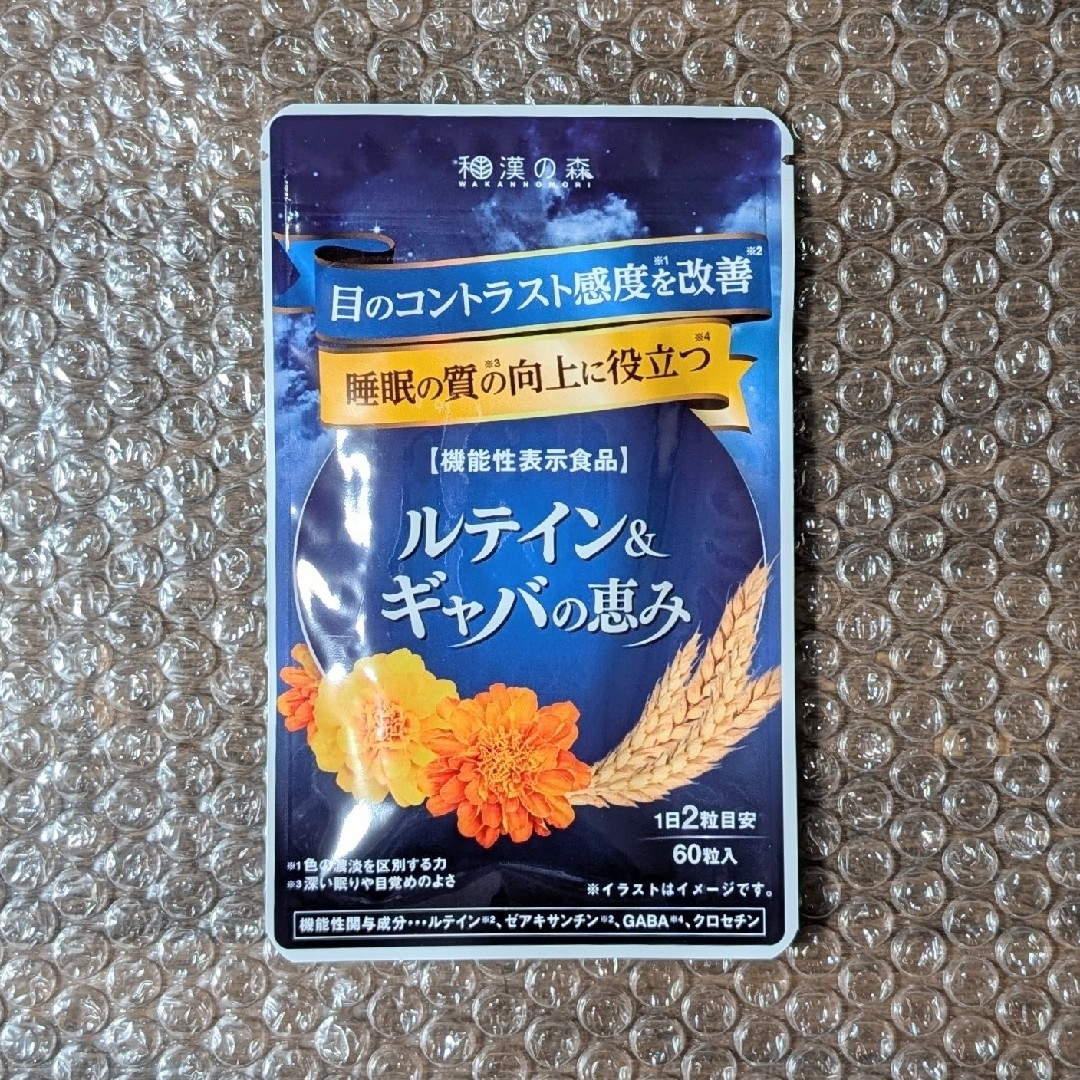 和漢の森
WAKANNOMORI
目のコントラスト感度※1を改善※2
睡眠の質※3の向上に役立つ※4
【機能性表示食品】
ルテイン&
ギャバの恵み
1日2粒目安
60粒入
※1 色の濃淡を区別する力
※3 深い眠りや目覚めのよさ
※イラストはイメージです。
機能性関与成分･･･ルテイン※2、ゼアキサンチン※2、GABA※4、クロセチン